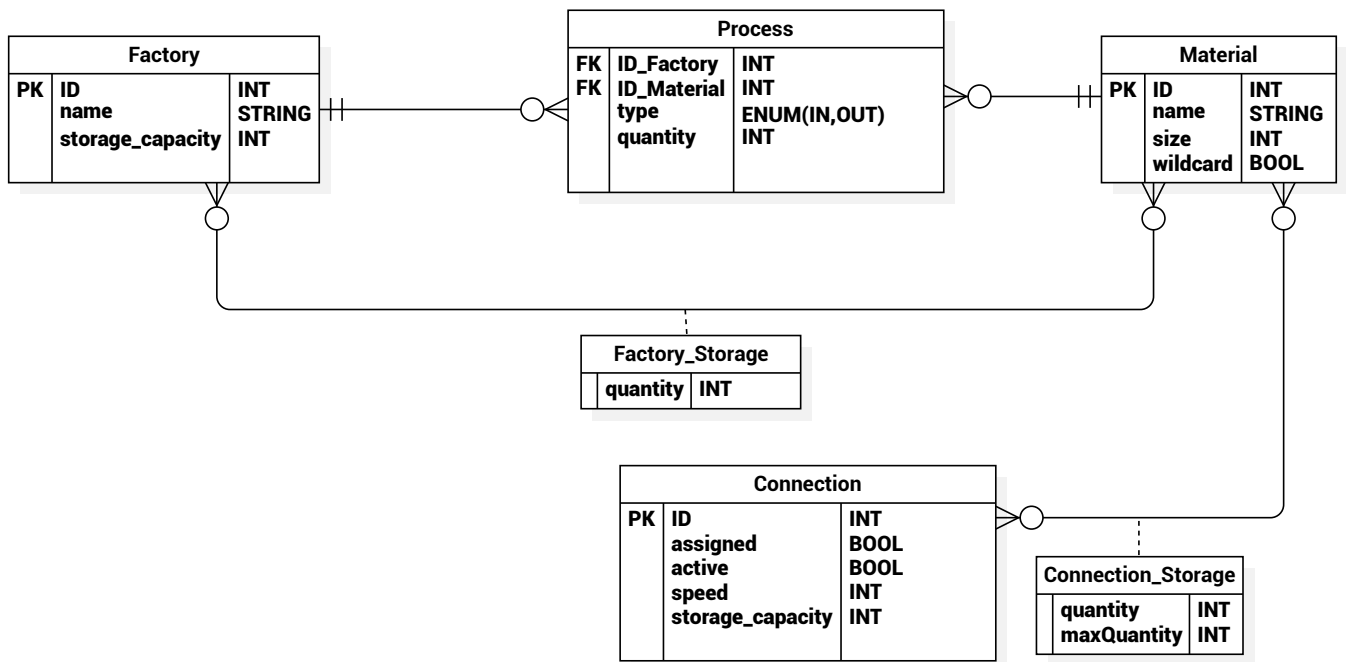 Factory
PK ID INT
name STRING
storage_capacity INT
Process
FK ID_Factory INT
FK ID_Material INT
type ENUM(IN,OUT)
quantity INT
Material
PK ID INT
name STRING
size INT
wildcard BOOL
Factory_Storage
quantity INT
Connection
PK ID INT
assigned BOOL
active BOOL
speed INT
storage_capacity INT
Connection_Storage
quantity INT
maxQuantity INT